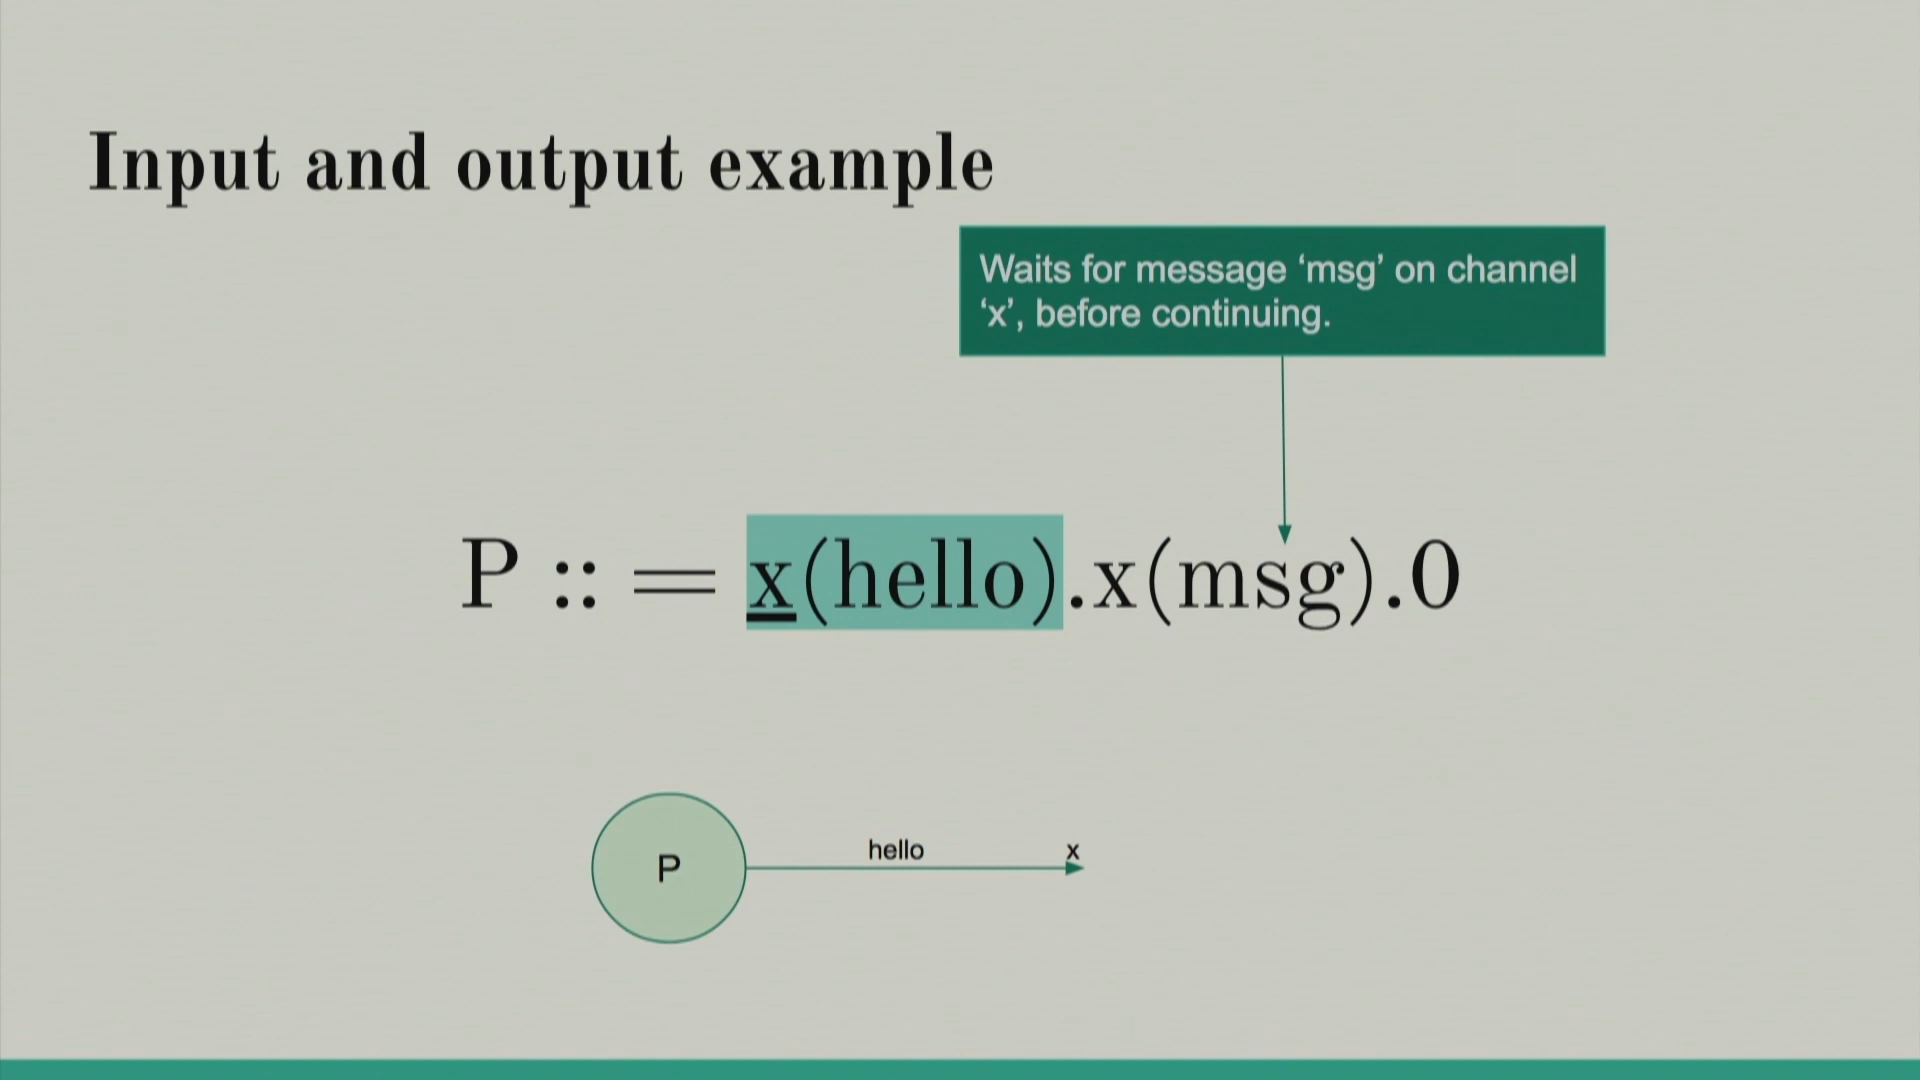 Input and output example
Waits for message ‘msg’ on channel
‘x’, before continuing.
P ::= x(hello).x(msg).0
P
hello
x